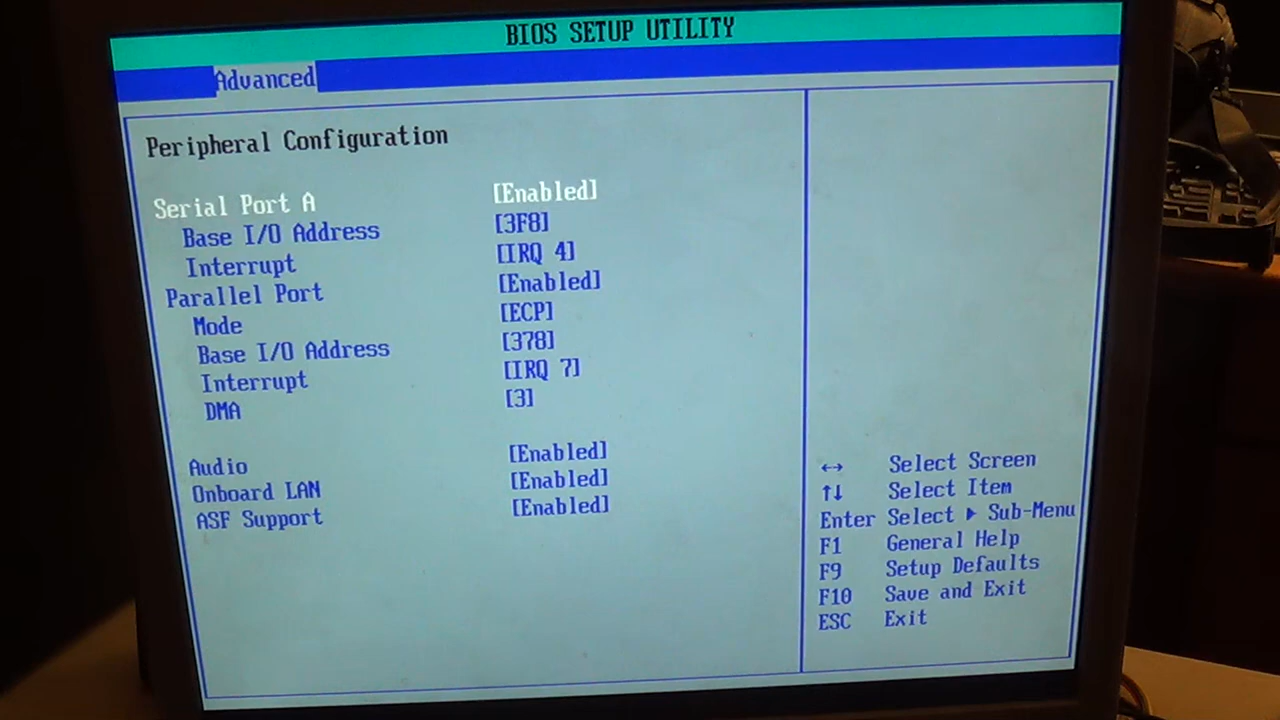 BIOS SETUP UTILITY
Advanced
Peripheral Configuration
Serial Port A [Enabled]
Base I/O Address [3F8]
Interrupt [IRQ 4]
Parallel Port [Enabled]
Mode [ECP]
Base I/O Address [378]
Interrupt [IRQ 7]
DMA [3]
Audio [Enabled]
Onboard LAN [Enabled]
ASF Support [Enabled]
↔ Select Screen
↑↓ Select Item
Enter Select ▶ Sub-Menu
F1 General Help
F9 Setup Defaults
F10 Save and Exit
ESC Exit